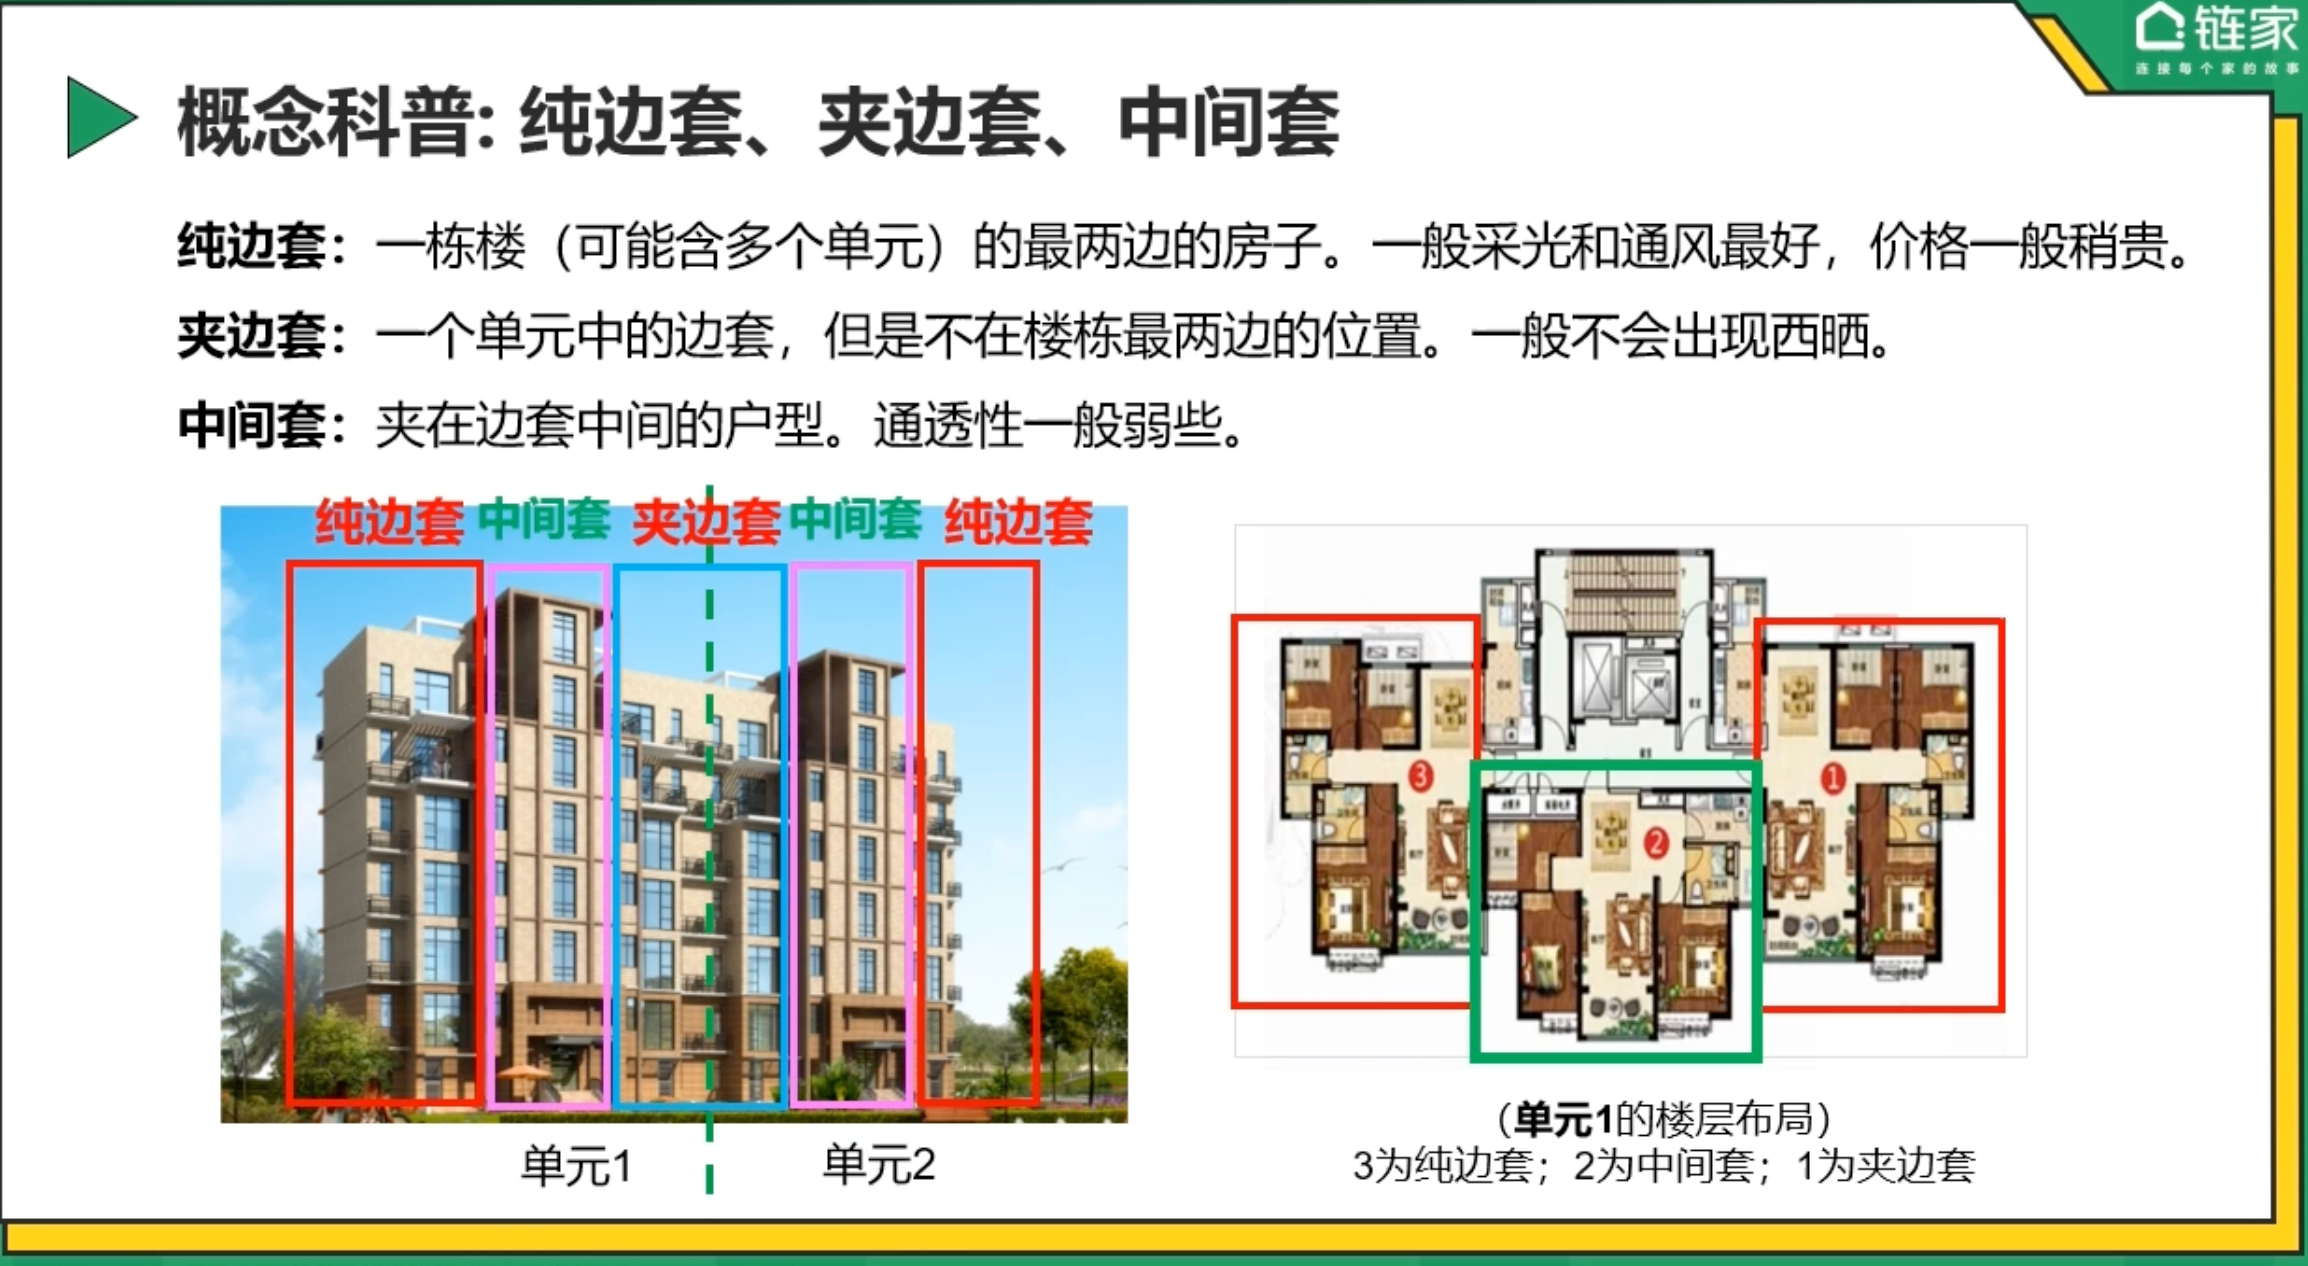 链家
连接每个家的故事
概念科普: 纯边套、夹边套、中间套
纯边套：一栋楼（可能含多个单元）的最两边的房子。一般采光和通风最好，价格一般稍贵。
夹边套：一个单元中的边套，但是不在楼栋最两边的位置。一般不会出现西晒。
中间套：夹在边套中间的户型。通透性一般弱些。
纯边套 中间套 夹边套 中间套 纯边套
单元1 单元2
3
1
2
（单元1的楼层布局）
3为纯边套；2为中间套；1为夹边套